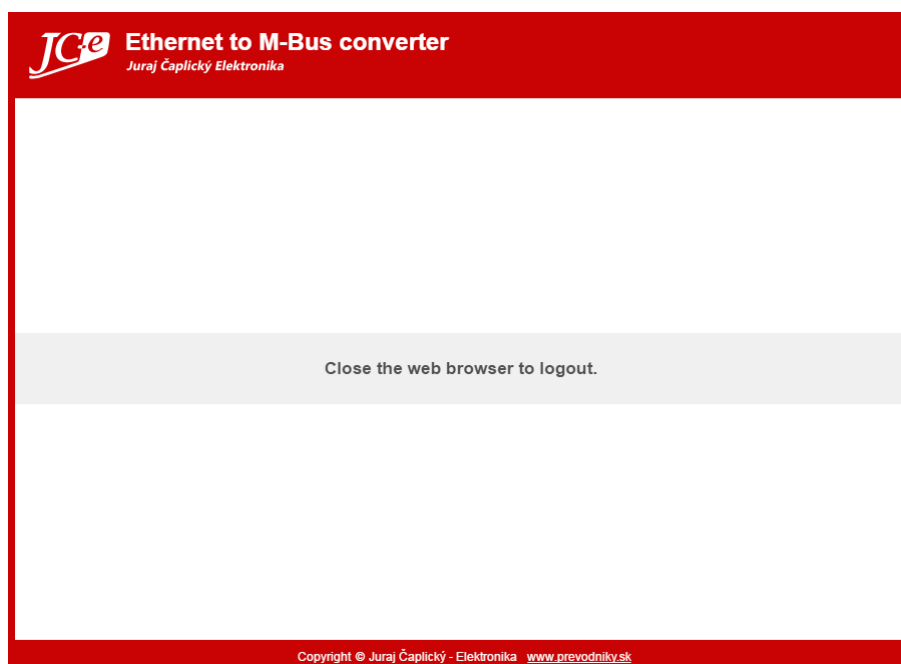 JC-e
Ethernet to M-Bus converter
Juraj Čaplický Elektronika
Close the web browser to logout.
Copyright © Juraj Čaplický - Elektronika www.prevodniky.sk